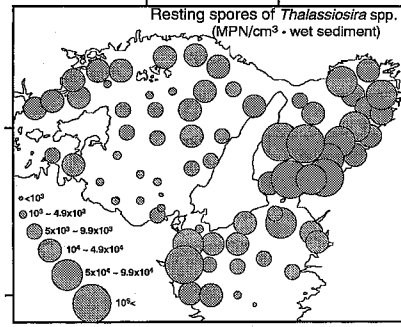 Resting spores of Thalassiosira spp.
(MPN/cm³ · wet sediment)
<10³
10³ ~ 4.9x10³
5x10³ ~ 9.9x10³
10⁴ ~ 4.9x10⁴
5x10⁴ ~ 9.9x10⁴
10⁵<